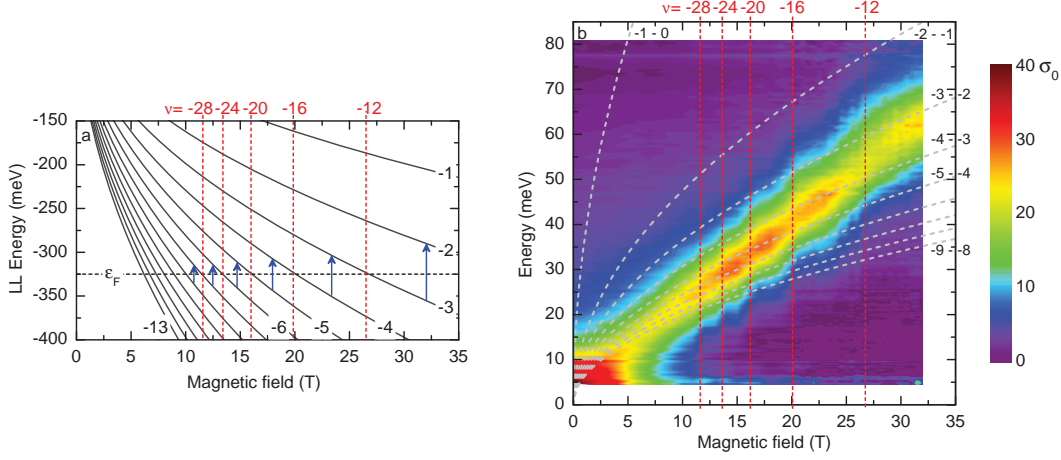 ν= -28 -24 -20 -16 -12
a
-150
-200
-250
-300
-350
-400
LL Energy (meV)
εF
-1
-2
-3
-4
-5
-6
-13
0 5 10 15 20 25 30 35
Magnetic field (T)
ν= -28 -24 -20 -16 -12
b
-1 - 0
-2 - -1
-3 - -2
-4 - -3
-5 - -4
-9 - -8
80
70
60
50
40
30
20
10
0
Energy (meV)
0 5 10 15 20 25 30 35
Magnetic field (T)
40 σ0
30
20
10
0